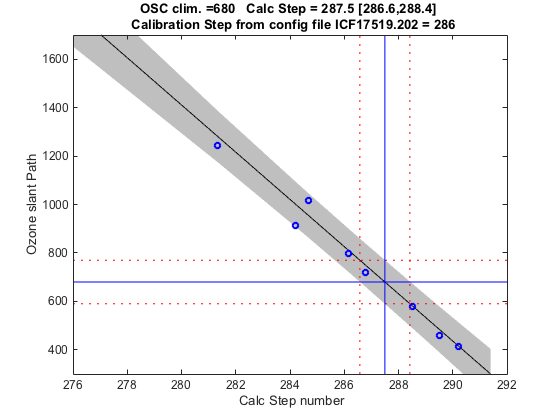 OSC clim. =680   Calc Step = 287.5 [286.6,288.4]
Calibration Step from config file ICF17519.202 = 286
1600
1400
1200
1000
800
600
400
Ozone slant Path
276 278 280 282 284 286 288 290 292
Calc Step number